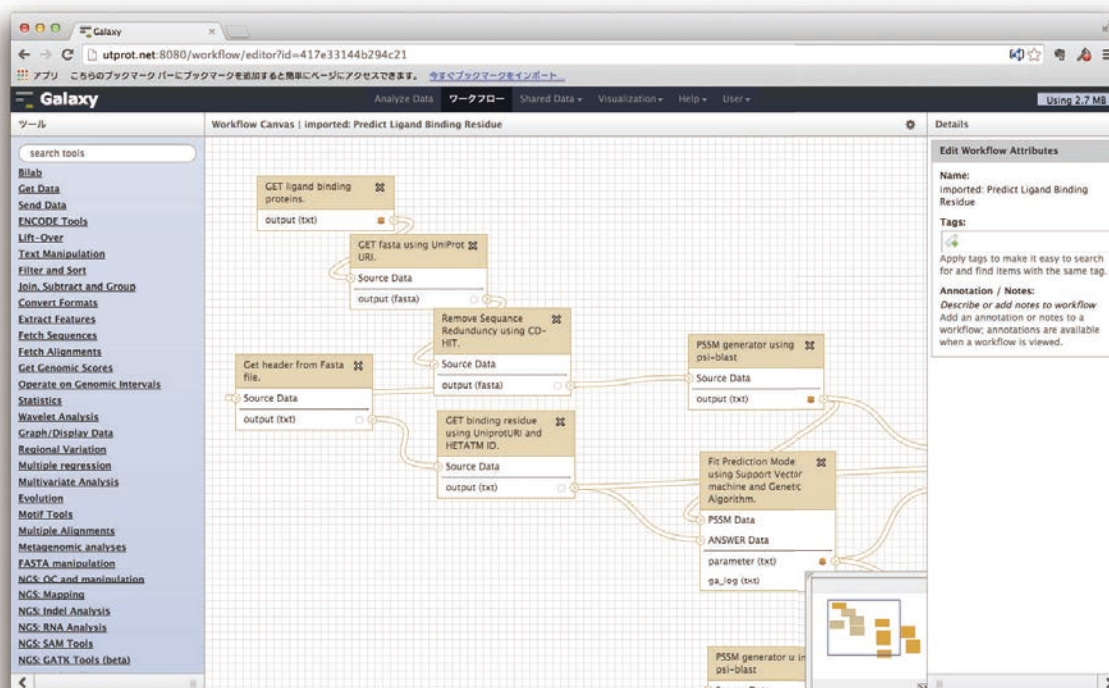 Galaxy
utprot.net:8080/workflow/editor?id=417e33144b294c21
アプリ こちらのブックマーク バーにブックマークを追加すると簡単にページにアクセスできます。 今すぐブックマークをインポート...
Galaxy
Analyze Data ワークフロー Shared Data Visualization Help User
Using 2.7 MB
ツール
search tools
Bilab
Get Data
Send Data
ENCODE Tools
Lift-Over
Text Manipulation
Filter and Sort
Join, Subtract and Group
Convert Formats
Extract Features
Fetch Sequences
Fetch Alignments
Get Genomic Scores
Operate on Genomic Intervals
Statistics
Wavelet Analysis
Graph/Display Data
Regional Variation
Multiple regression
Multivariate Analysis
Evolution
Motif Tools
Multiple Alignments
Metagenomic analyses
FASTA manipulation
NGS: QC and manipulation
NGS: Mapping
NGS: Indel Analysis
NGS: RNA Analysis
NGS: SAM Tools
NGS: GATK Tools (beta)
Workflow Canvas | imported: Predict Ligand Binding Residue
GET ligand binding
proteins.
output (txt)
GET fasta using UniProt
URI.
Source Data
output (fasta)
Remove Sequance
Redunduncy using CD-
HIT.
Source Data
output (fasta)
Get header from Fasta
file.
Source Data
output (txt)
GET binding residue
using UniprotURI and
HETATM ID.
Source Data
output (txt)
PSSM generator using
psi-blast
Source Data
output (txt)
Fit Prediction Mode
using Support Vector
machine and Genetic
Algorithm.
PSSM Data
ANSWER Data
parameter (txt)
ga_log (txt)
PSSM generator u in
psi-blast
Details
Edit Workflow Attributes
Name:
imported: Predict Ligand Binding
Residue
Tags:
Apply tags to make it easy to search
for and find items with the same tag.
Annotation / Notes:
Describe or add notes to workflow
Add an annotation or notes to a
workflow; annotations are available
when a workflow is viewed.